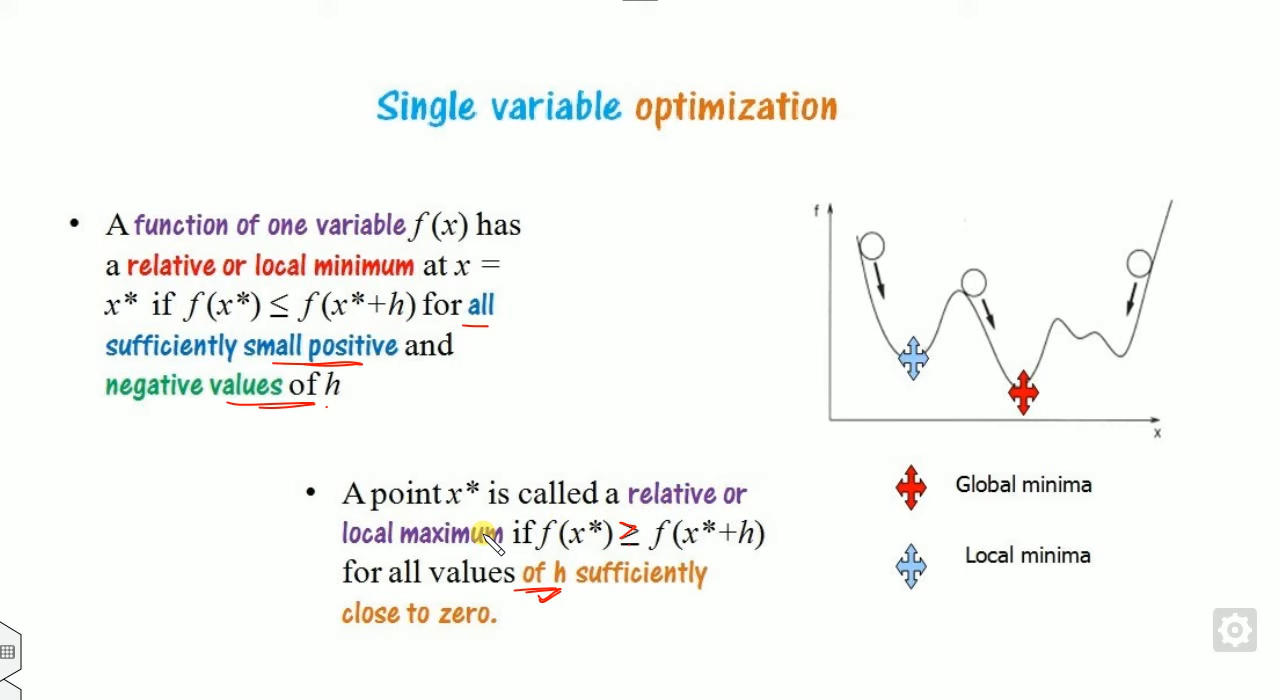 Single variable optimization
• A function of one variable f (x) has
a relative or local minimum at x =
x* if f (x*) ≤ f (x*+h) for all
sufficiently small positive and
negative values of h
f
x
• A point x* is called a relative or
local maximum if f (x*) ≥ f (x*+h)
for all values of h sufficiently
close to zero.
Global minima
Local minima